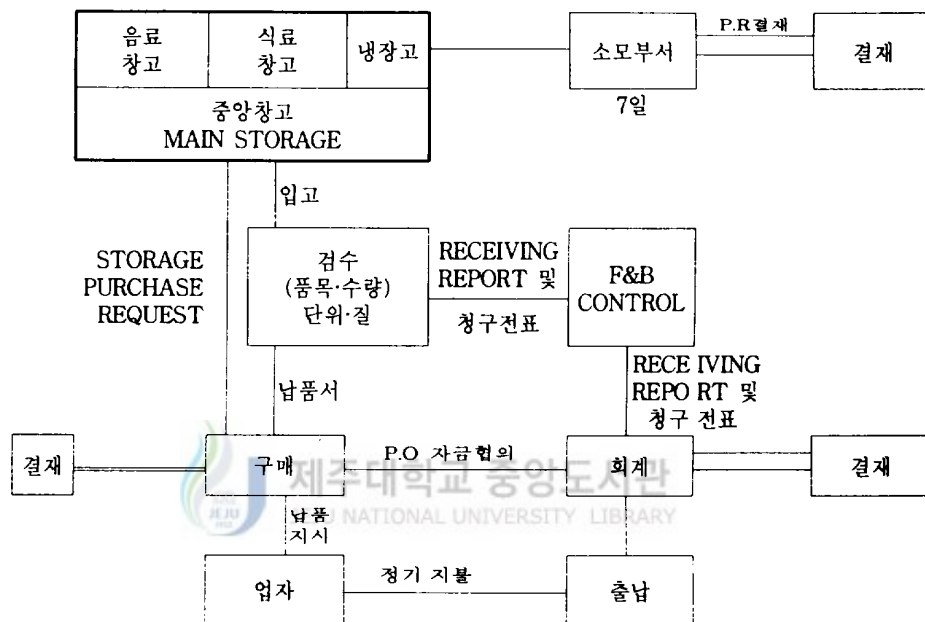 음료
창고
식료
창고
냉장고
중앙창고
MAIN STORAGE
소모부서
7일
P.R결재
결재
입고
STORAGE
PURCHASE
REQUEST
검수
(품목·수량)
단위·질
RECEIVING
REPORT 및
청구전표
F&B
CONTROL
납품서
RECE IVING
REPO RT 및
청구 전표
결재
구매
P.O 자금협의
회계
결재
제주대학교 중앙도서관
JEJU NATIONAL UNIVERSITY LIBRARY
JEJU
1952
납품
지시
업자
정기 지불
출납